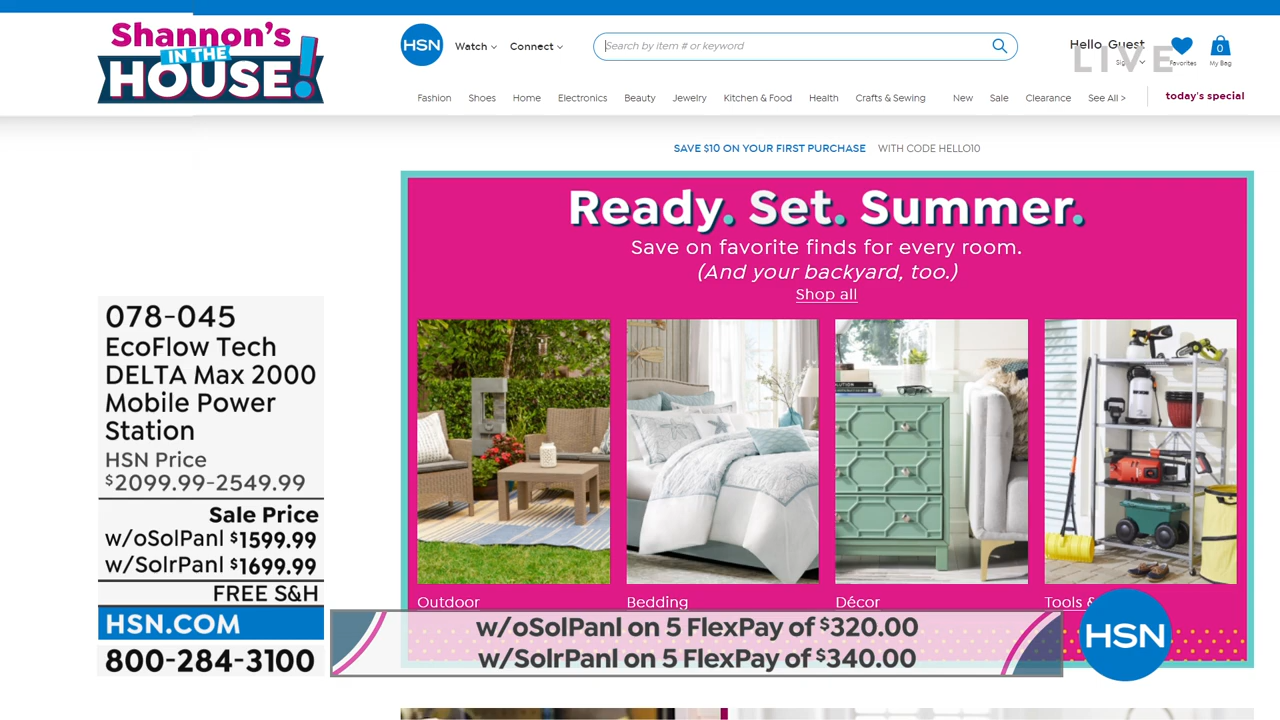 Shannon's
IN THE
HOUSE!
HSN
Watch
Connect
Search by item # or keyword
Hello, Guest
LIVE
Favorites
0
My Bag
Fashion
Shoes
Home
Electronics
Beauty
Jewelry
Kitchen & Food
Health
Crafts & Sewing
New
Sale
Clearance
See All >
today's special
SAVE $10 ON YOUR FIRST PURCHASE WITH CODE HELLO10
Ready. Set. Summer.
Save on favorite finds for every room.
(And your backyard, too.)
Shop all
Outdoor
Bedding
Décor
Tools &
078-045
EcoFlow Tech
DELTA Max 2000
Mobile Power
Station
HSN Price
$2099.99-2549.99
Sale Price
w/oSolPanl $1599.99
w/SolrPanl $1699.99
FREE S&H
HSN.COM
800-284-3100
w/oSolPanl on 5 FlexPay of $320.00
w/SolrPanl on 5 FlexPay of $340.00
HSN